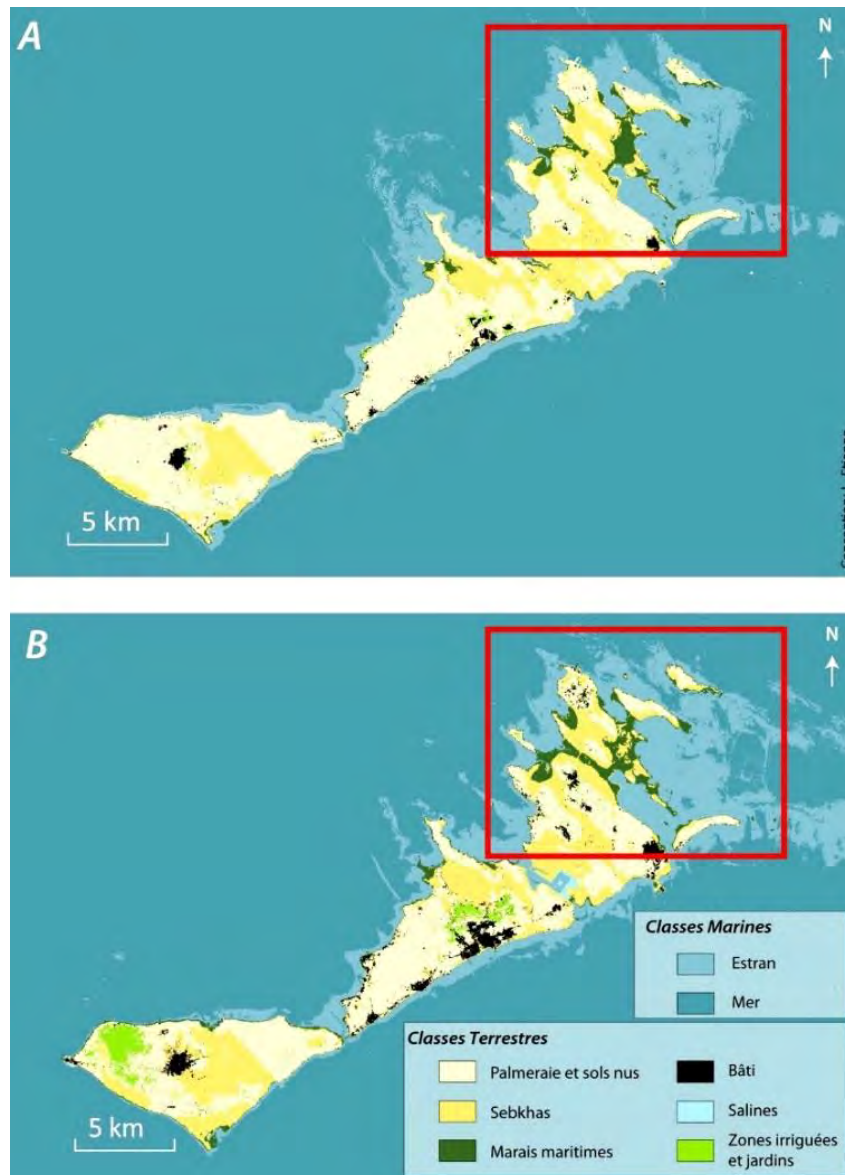 A
N
5 km
B
N
Classes Marines
Estran
Mer
Classes Terrestres
Palmeraie et sols nus
Bâti
Sebkhas
Salines
Marais maritimes
Zones irriguées
et jardins
5 km